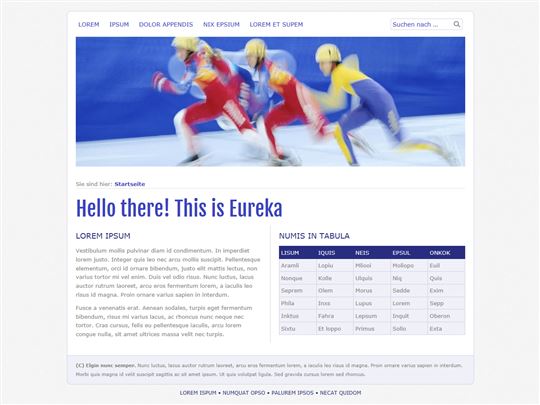 LOREM IPSUM DOLOR APPENDIS NIX EPSIUM LOREM ET SUPEM
Suchen nach ...
Sie sind hier: Startseite
Hello there! This is Eureka
LOREM IPSUM
Vestibulum mollis pulvinar diam id condimentum. In imperdiet
lorem justo. Integer quis leo nec arcu mollis suscipit. Pellentesque
elementum, orci id ornare bibendum, justo elit mattis lectus, non
varius tortor mi vel enim. Duis vel odio risus. Nunc luctus, lacus
auctor rutrum laoreet, arcu eros fermentum lorem, a iaculis leo
risus id magna. Proin ornare varius sapien in interdum.
Fusce a venenatis erat. Aenean sodales, turpis eget fermentum
bibendum, risus mi varius lacus, ac rhoncus nunc neque nec
tortor. Cras cursus, felis eu pellentesque iaculis, arcu lorem
congue nulla, sit amet ultrices massa velit dictum sapien.
NUMIS IN TABULA
LISUM IQUIS NEIS EPSUL ONKOK
Aramli Lopiu Milooi Mollopo Euil
Nonque Kolle Ulquis Niq Quis
Seprem Olem Morus Sedde Exim
Phila Inxs Lupus Lorem Sepp
Inktus Fahra Lepsum Inquit Oberon
Sixtu Et loppo Primus Solio Exta
(C) Eligin nunc semper. Nunc luctus, lacus auctor rutrum laoreet, arcu eros fermentum lorem, a iaculis leo risus id magna. Proin ornare varius sapien in interdum.
Morbi quis magna id velit suscipit sagittis ac sit amet ipsum. Ut quis volutpat ligula. Sed gravida cursus lorem sed rhoncus.
LOREM ISPUM • NUMQUAT OPSO • PALUREM IPSOS • NECAT QUIDOM